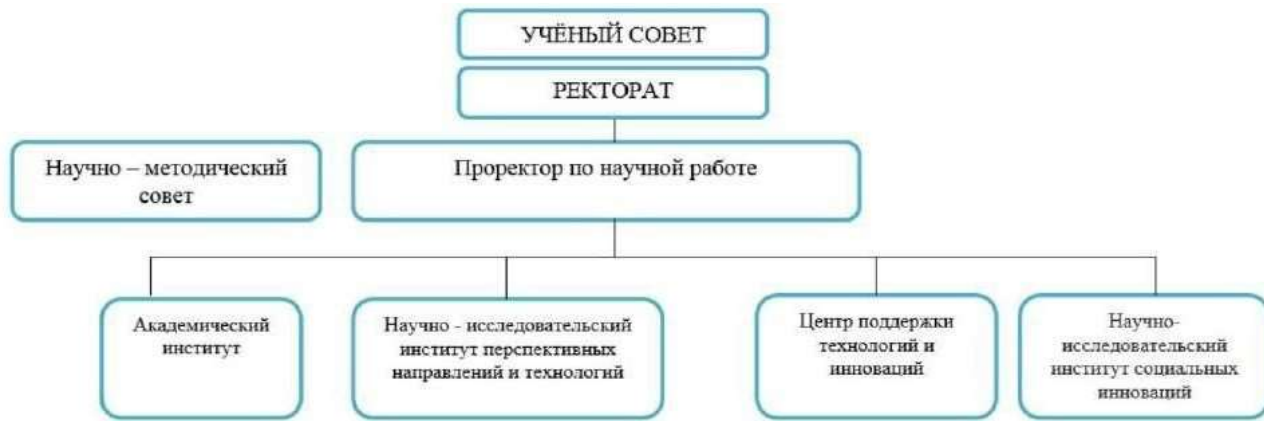 УЧЁНЫЙ СОВЕТ
РЕКТОРАТ
Научно – методический
совет
Проректор по научной работе
Академический
институт
Научно - исследовательский
институт перспективных
направлений и технологий
Центр поддержки
технологий и
инноваций
Научно-
исследовательский
институт социальных
инноваций